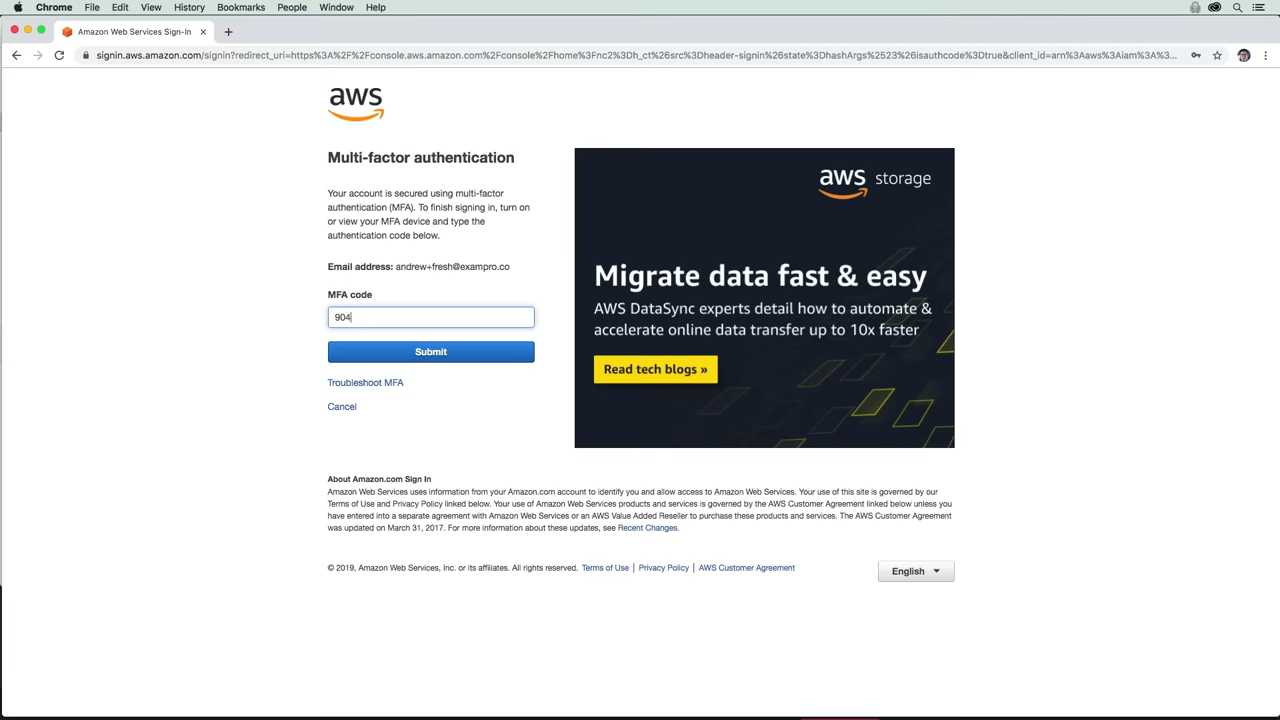 Chrome File Edit View History Bookmarks People Window Help
Amazon Web Services Sign-In
signin.aws.amazon.com/signin?redirect_uri=https%3A%2F%2Fconsole.aws.amazon.com%2Fconsole%2Fhome%3Fnc2%3Dh_ct%26src%3Dheader-signin%26state%3DhashArgs%2523%26isauthcode%3Dtrue&client_id=arn%3Aaws%3Aiam%3A%3...
aws
Multi-factor authentication
Your account is secured using multi-factor
authentication (MFA). To finish signing in, turn on
or view your MFA device and type the
authentication code below.
Email address: andrew+fresh@exampro.co
MFA code
904
Submit
Troubleshoot MFA
Cancel
aws storage
Migrate data fast & easy
AWS DataSync experts detail how to automate &
accelerate online data transfer up to 10x faster
Read tech blogs »
About Amazon.com Sign In
Amazon Web Services uses information from your Amazon.com account to identify you and allow access to Amazon Web Services. Your use of this site is governed by our
Terms of Use and Privacy Policy linked below. Your use of Amazon Web Services products and services is governed by the AWS Customer Agreement linked below unless you
have entered into a separate agreement with Amazon Web Services or an AWS Value Added Reseller to purchase these products and services. The AWS Customer Agreement
was updated on March 31, 2017. For more information about these updates, see Recent Changes.
© 2019, Amazon Web Services, Inc. or its affiliates. All rights reserved. Terms of Use | Privacy Policy | AWS Customer Agreement
English